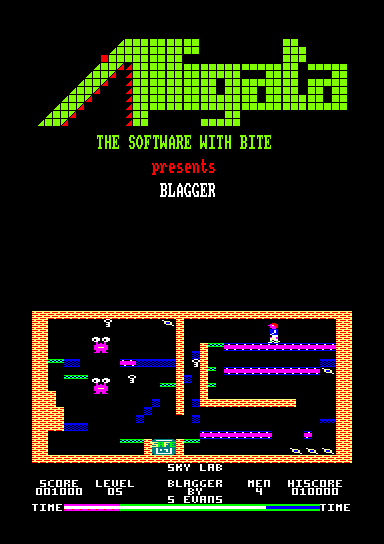 Alligata
THE SOFTWARE WITH BITE
presents
BLAGGER
SKY LAB
SCORE LEVEL BLAGGER MEN HISCORE
001000 05 BY 4 010000
S EVANS
TIME TIME